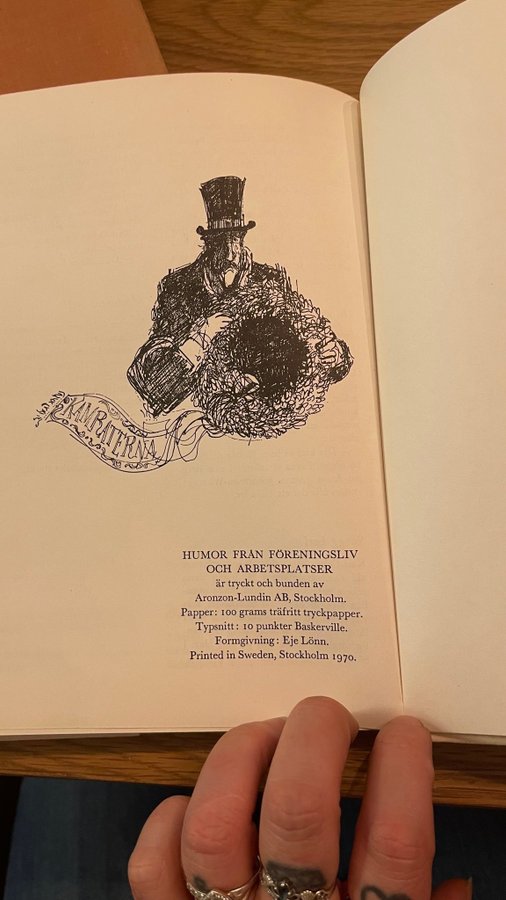 KAMRATERNA
HUMOR FRÅN FÖRENINGSLIV
OCH ARBETSPLATSER
är tryckt och bunden av
Aronzon-Lundin AB, Stockholm.
Papper: 100 grams träfritt tryckpapper.
Typsnitt: 10 punkter Baskerville.
Formgivning: Eje Lönn.
Printed in Sweden, Stockholm 1970.